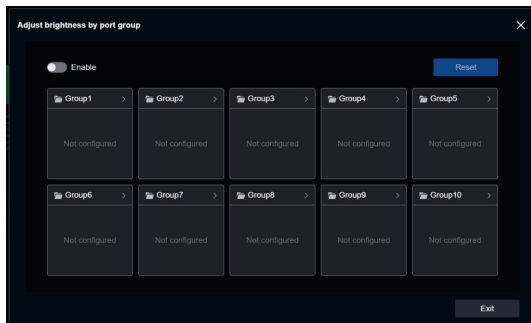 Adjust brightness by port group
Enable
Reset
Group1 Group2 Group3 Group4 Group5
Not configured Not configured Not configured Not configured Not configured
Group6 Group7 Group8 Group9 Group10
Not configured Not configured Not configured Not configured Not configured
Exit